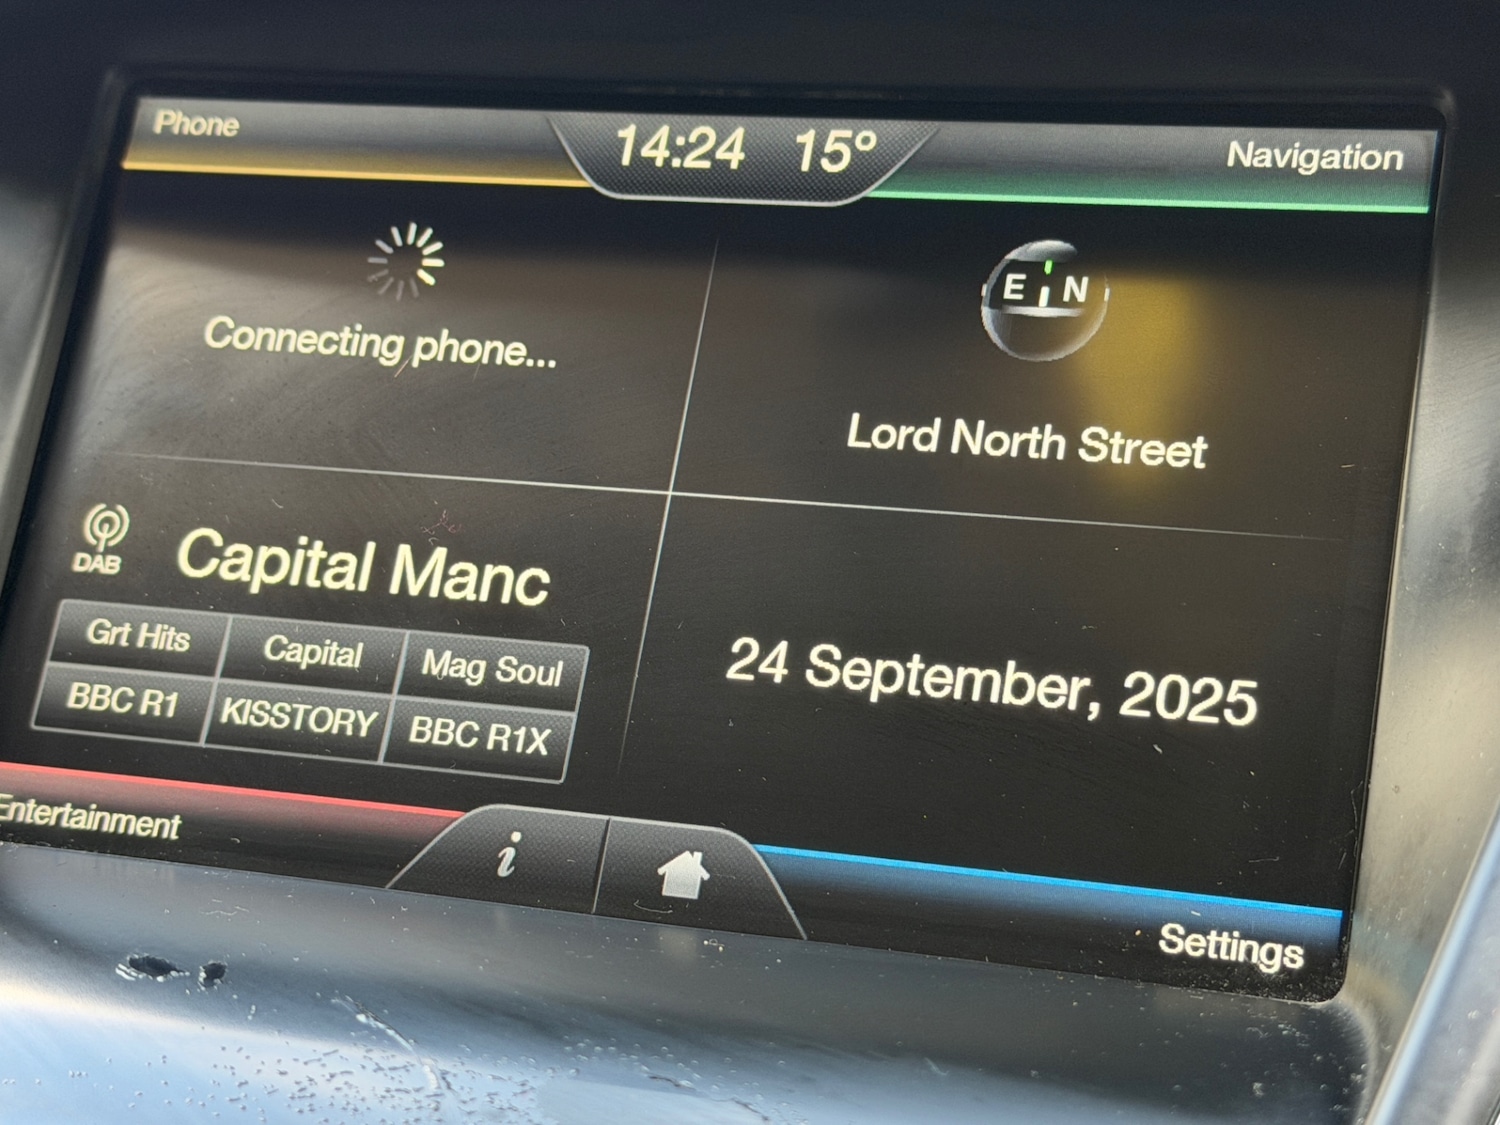 Phone
14:24 15°
Navigation
Connecting phone...
E N
Lord North Street
DAB
Capital Manc
Grt Hits
Capital
Mag Soul
BBC R1
KISSTORY
BBC R1X
24 September, 2025
Entertainment
i
Settings